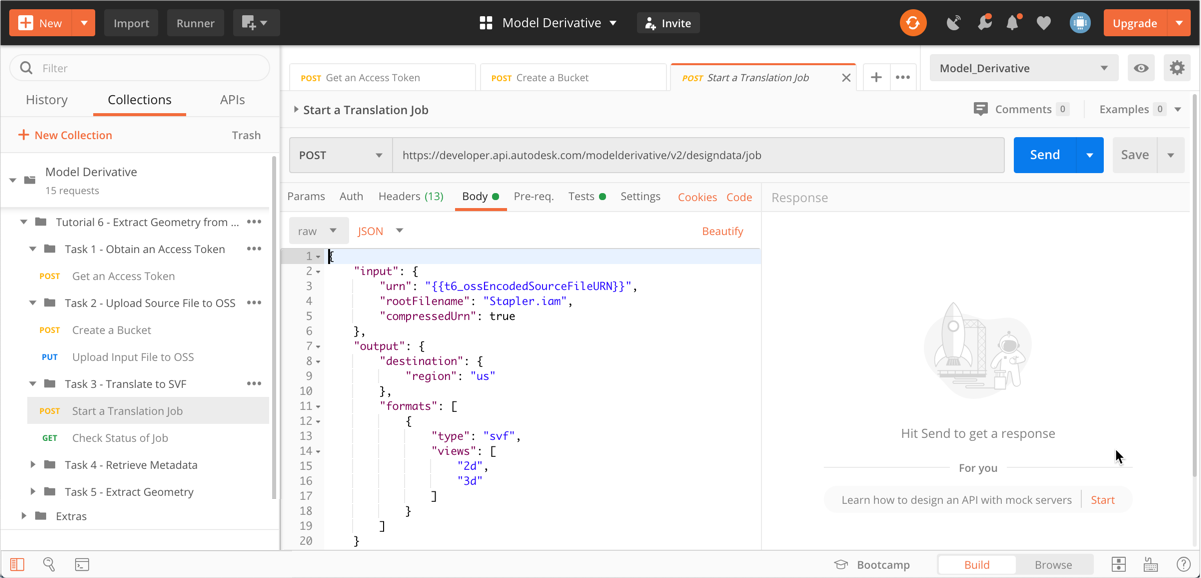 New
Import
Runner
Model Derivative
Invite
Upgrade
Filter
History
Collections
APIs
New Collection
Trash
Model Derivative
15 requests
Tutorial 6 - Extract Geometry from ...
Task 1 - Obtain an Access Token
POST Get an Access Token
Task 2 - Upload Source File to OSS
POST Create a Bucket
PUT Upload Input File to OSS
Task 3 - Translate to SVF
POST Start a Translation Job
GET Check Status of Job
Task 4 - Retrieve Metadata
Task 5 - Extract Geometry
Extras
POST Get an Access Token
POST Create a Bucket
POST Start a Translation Job
Model_Derivative
Start a Translation Job
Comments 0
Examples 0
POST
https://developer.api.autodesk.com/modelderivative/v2/designdata/job
Send
Save
Params
Auth
Headers (13)
Body
Pre-req.
Tests
Settings
Cookies
Code
Response
raw
JSON
Beautify
1 {
2 "input": {
3 "urn": "{{t6_ossEncodedSourceFileURN}}",
4 "rootFilename": "Stapler.iam",
5 "compressedUrn": true
6 },
7 "output": {
8 "destination": {
9 "region": "us"
10 },
11 "formats": [
12 {
13 "type": "svf",
14 "views": [
15 "2d",
16 "3d"
17 ]
18 }
19 ]
20 }
Hit Send to get a response
For you
Learn how to design an API with mock servers
Start
Bootcamp
Build
Browse